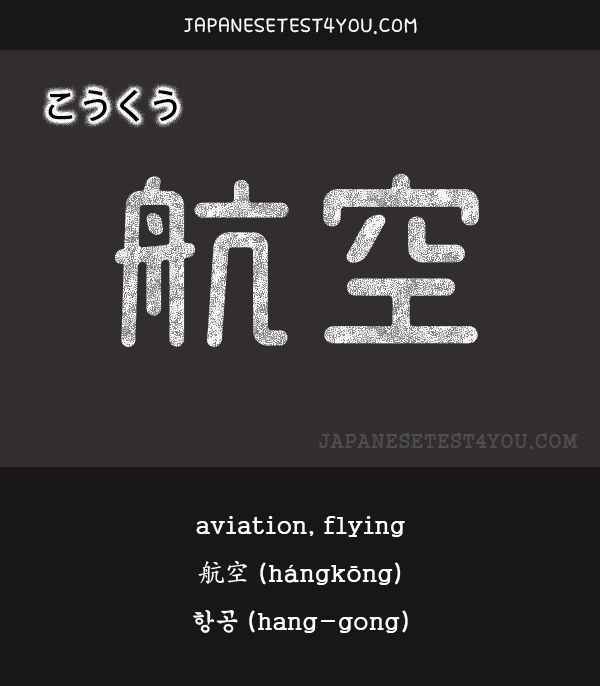 JAPANESETEST4YOU.COM
こうくう
航空
JAPANESETEST4YOU.COM
aviation, flying
航空 (hángkōng)
항공 (hang-gong)